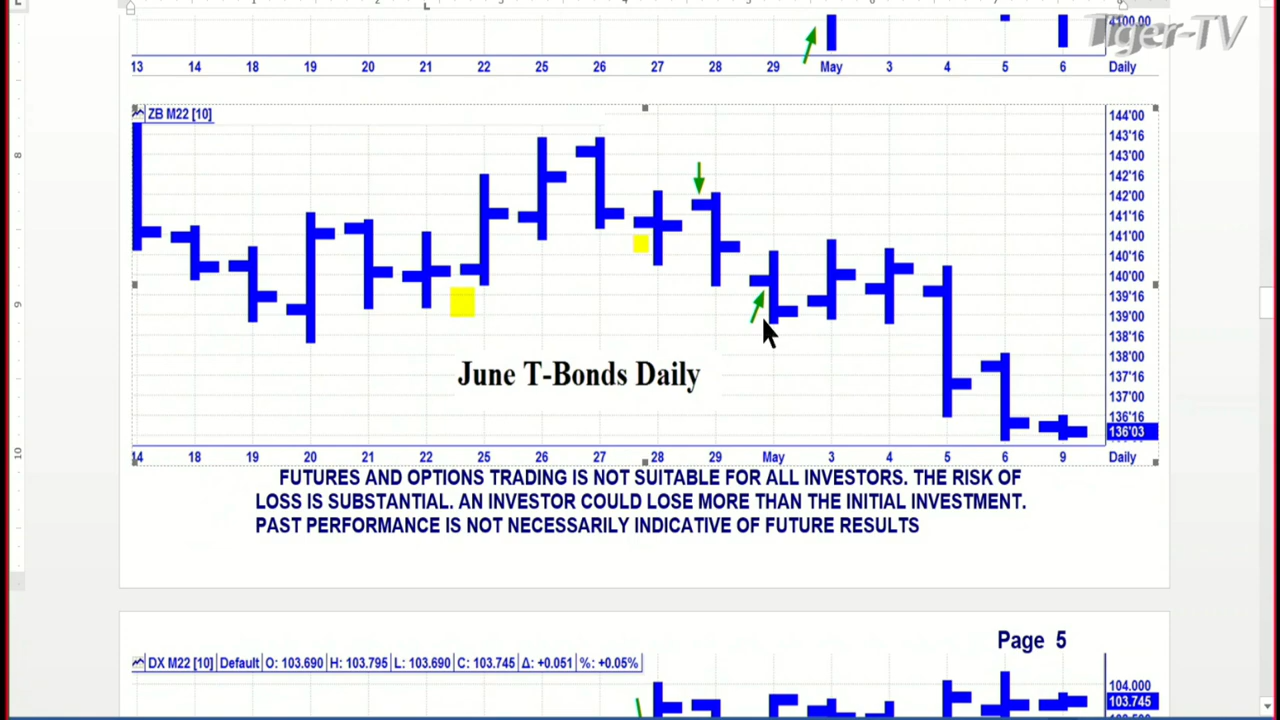 Tiger-TV
4100.00
13 14 18 19 20 21 22 25 26 27 28 29 May 3 4 5 6 Daily
ZB M22 [10]
144'00
143'16
143'00
142'16
142'00
141'16
141'00
140'16
140'00
139'16
139'00
138'16
138'00
137'16
137'00
136'16
136'03
June T-Bonds Daily
14 18 19 20 21 22 25 26 27 28 29 May 3 4 5 6 9 Daily
FUTURES AND OPTIONS TRADING IS NOT SUITABLE FOR ALL INVESTORS. THE RISK OF
LOSS IS SUBSTANTIAL. AN INVESTOR COULD LOSE MORE THAN THE INITIAL INVESTMENT.
PAST PERFORMANCE IS NOT NECESSARILY INDICATIVE OF FUTURE RESULTS
Page 5
DX M22 [10] Default O: 103.690 H: 103.795 L: 103.690 C: 103.745 Δ: +0.051 %: +0.05%
104.000
103.745
8
9
10